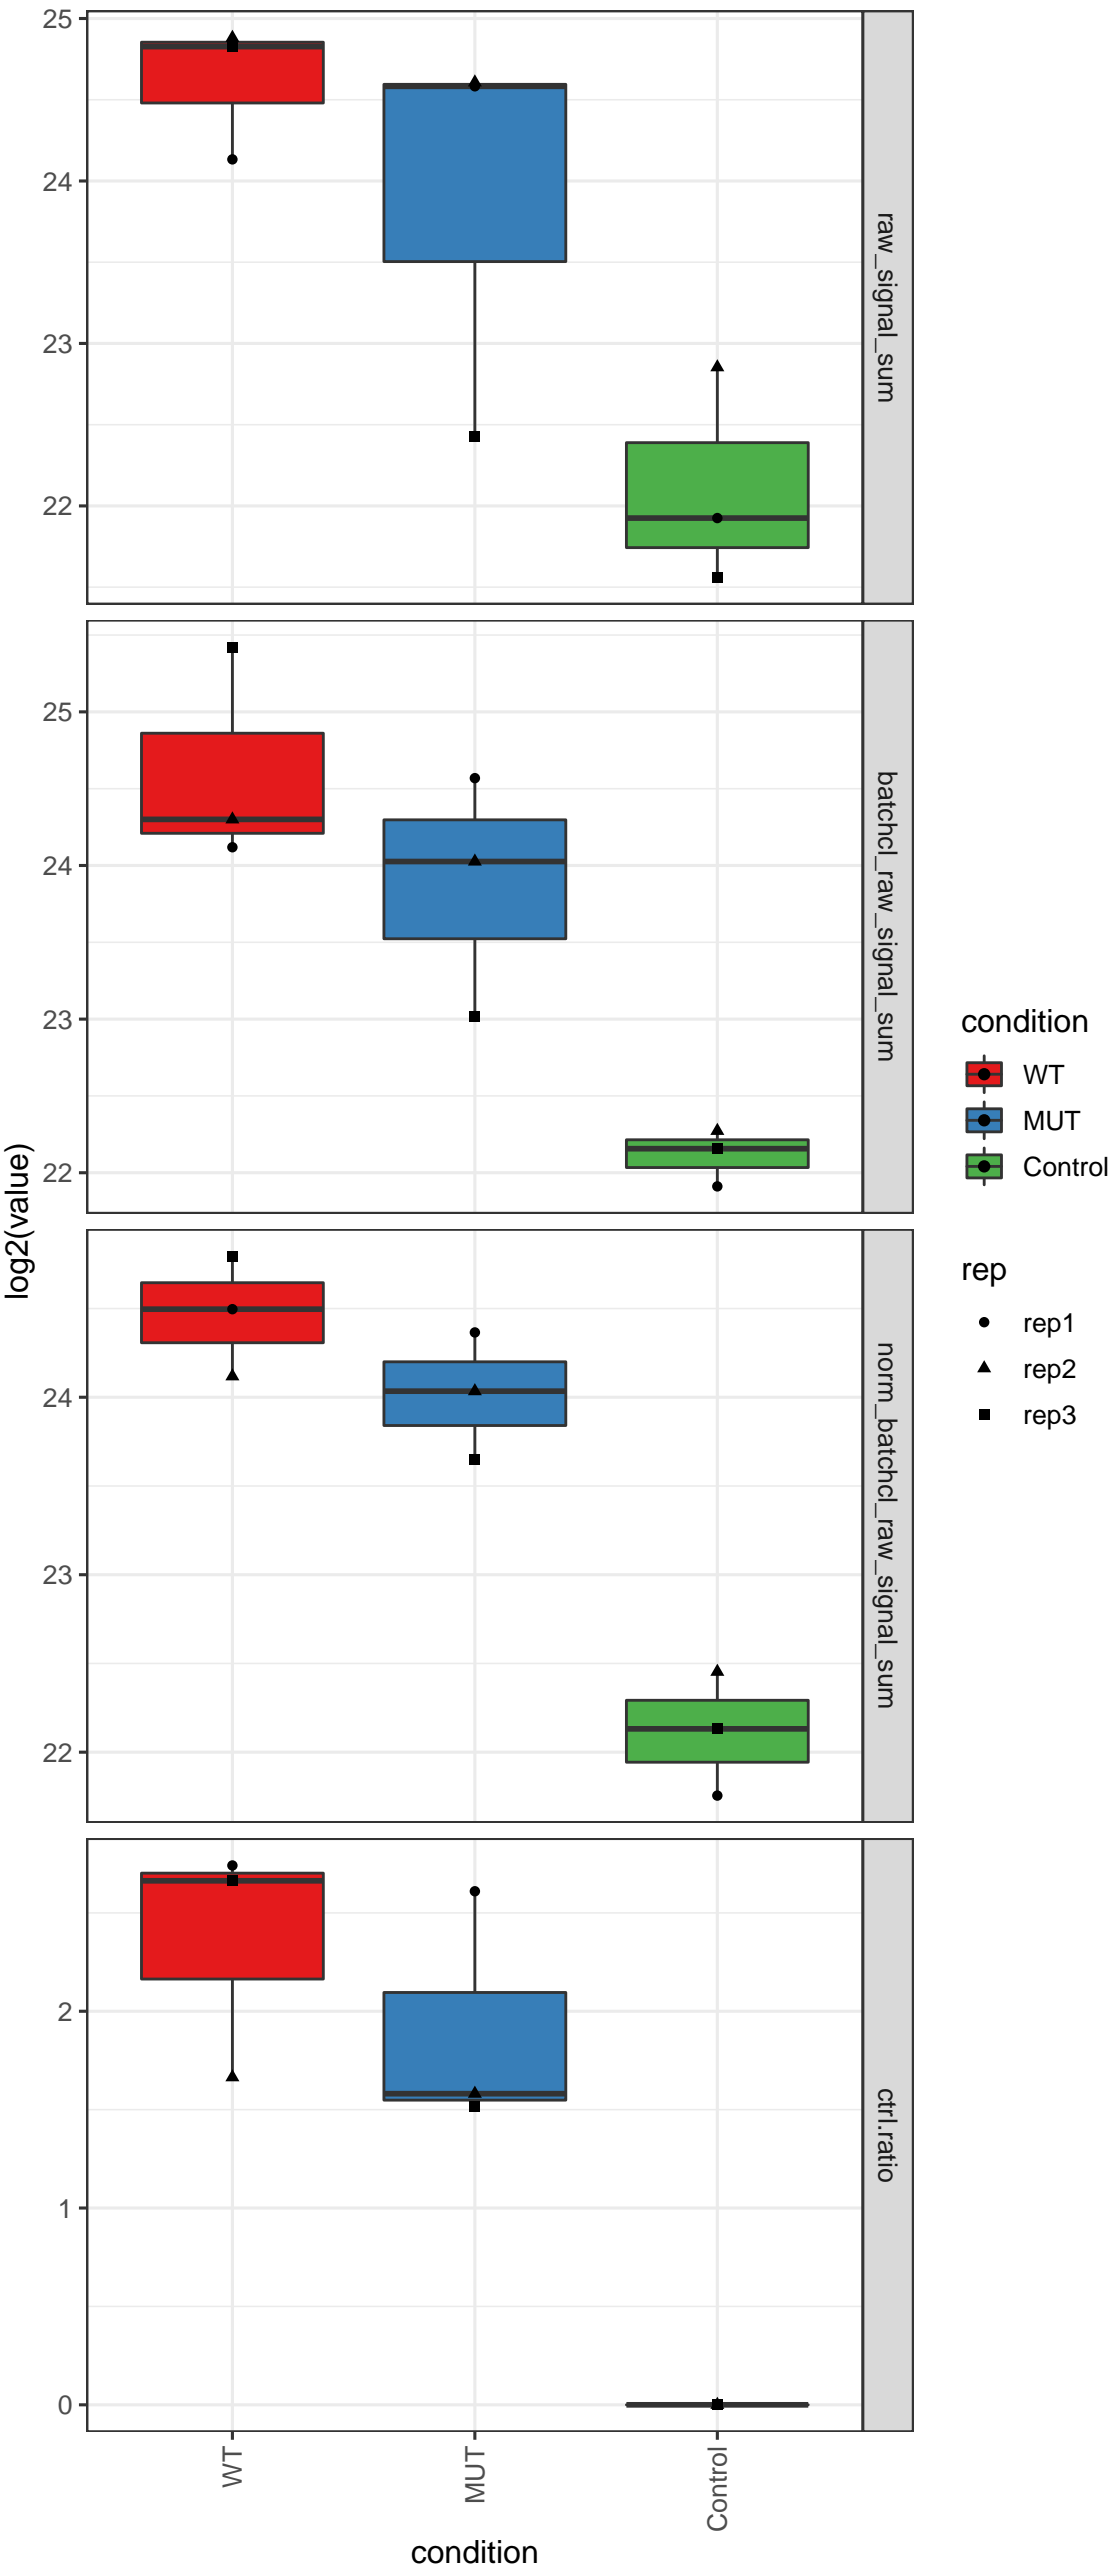 25
24
23
22
raw_signal_sum
25
24
23
22
batchcl_raw_signal_sum
24
23
22
norm_batchcl_raw_signal_sum
2
1
0
ctrl.ratio
log2(value)
WT
MUT
Control
condition
condition
WT
MUT
Control
rep
rep1
rep2
rep3